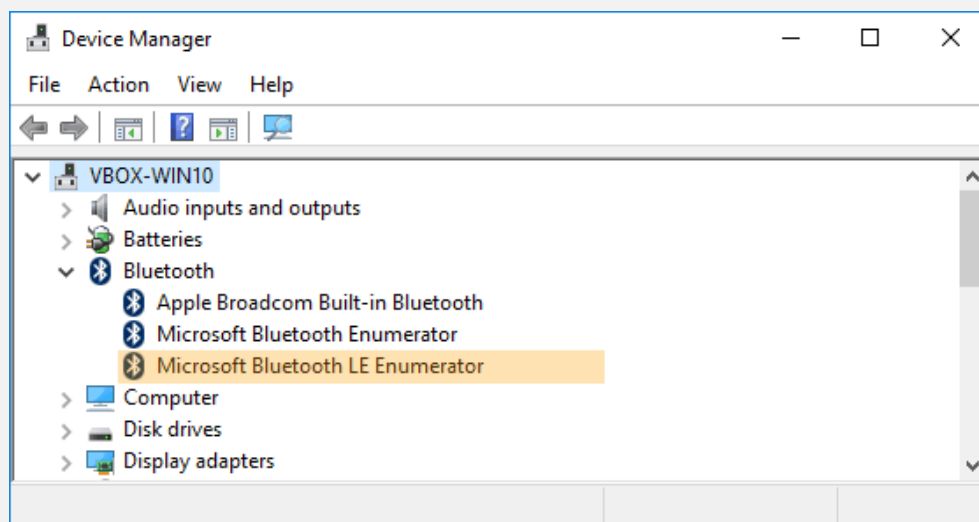 Device Manager
File Action View Help
VBOX-WIN10
Audio inputs and outputs
Batteries
Bluetooth
Apple Broadcom Built-in Bluetooth
Microsoft Bluetooth Enumerator
Microsoft Bluetooth LE Enumerator
Computer
Disk drives
Display adapters